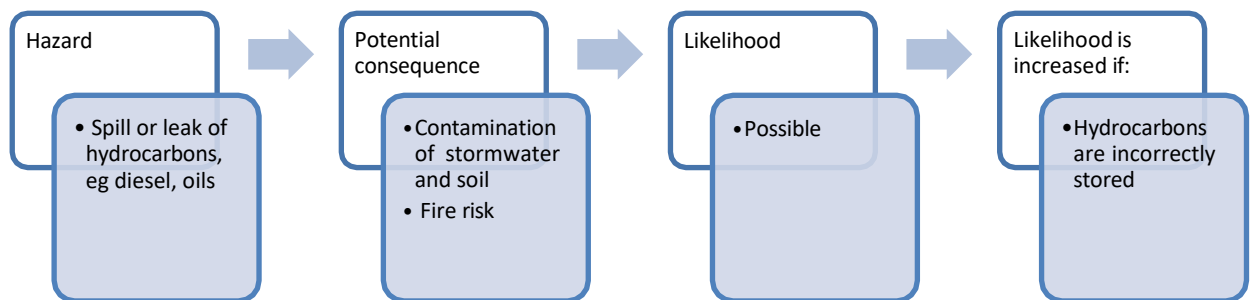 Hazard
• Spill or leak of
hydrocarbons,
eg diesel, oils
Potential
consequence
•Contamination
of stormwater
and soil
• Fire risk
Likelihood
•Possible
Likelihood is
increased if:
•Hydrocarbons
are incorrectly
stored